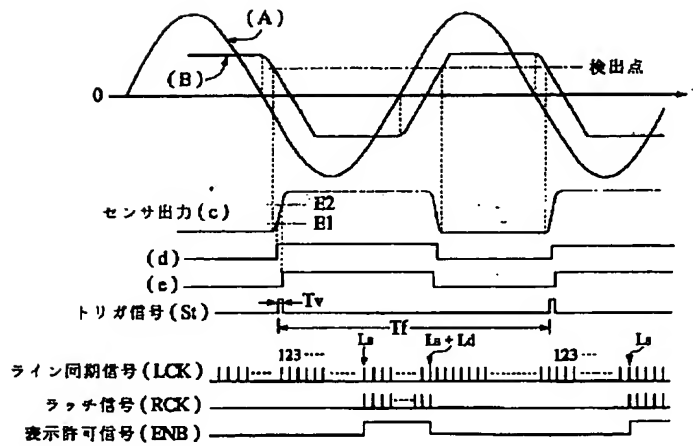 (A)
(B)
0
検出点
センサ出力(c)
E2
E1
(d)
(e)
トリガ信号(St)
Tv
Tf
Ls
Ls + Ld
Ls
123····
123····
ライン同期信号(LCK)
ラッチ信号(RCK)
表示許可信号(ENB)